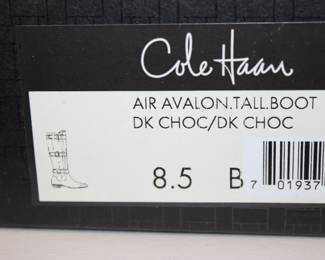 Cole Haan
AIR AVALON.TALL.BOOT
DK CHOC/DK CHOC
8.5 B
7 01937